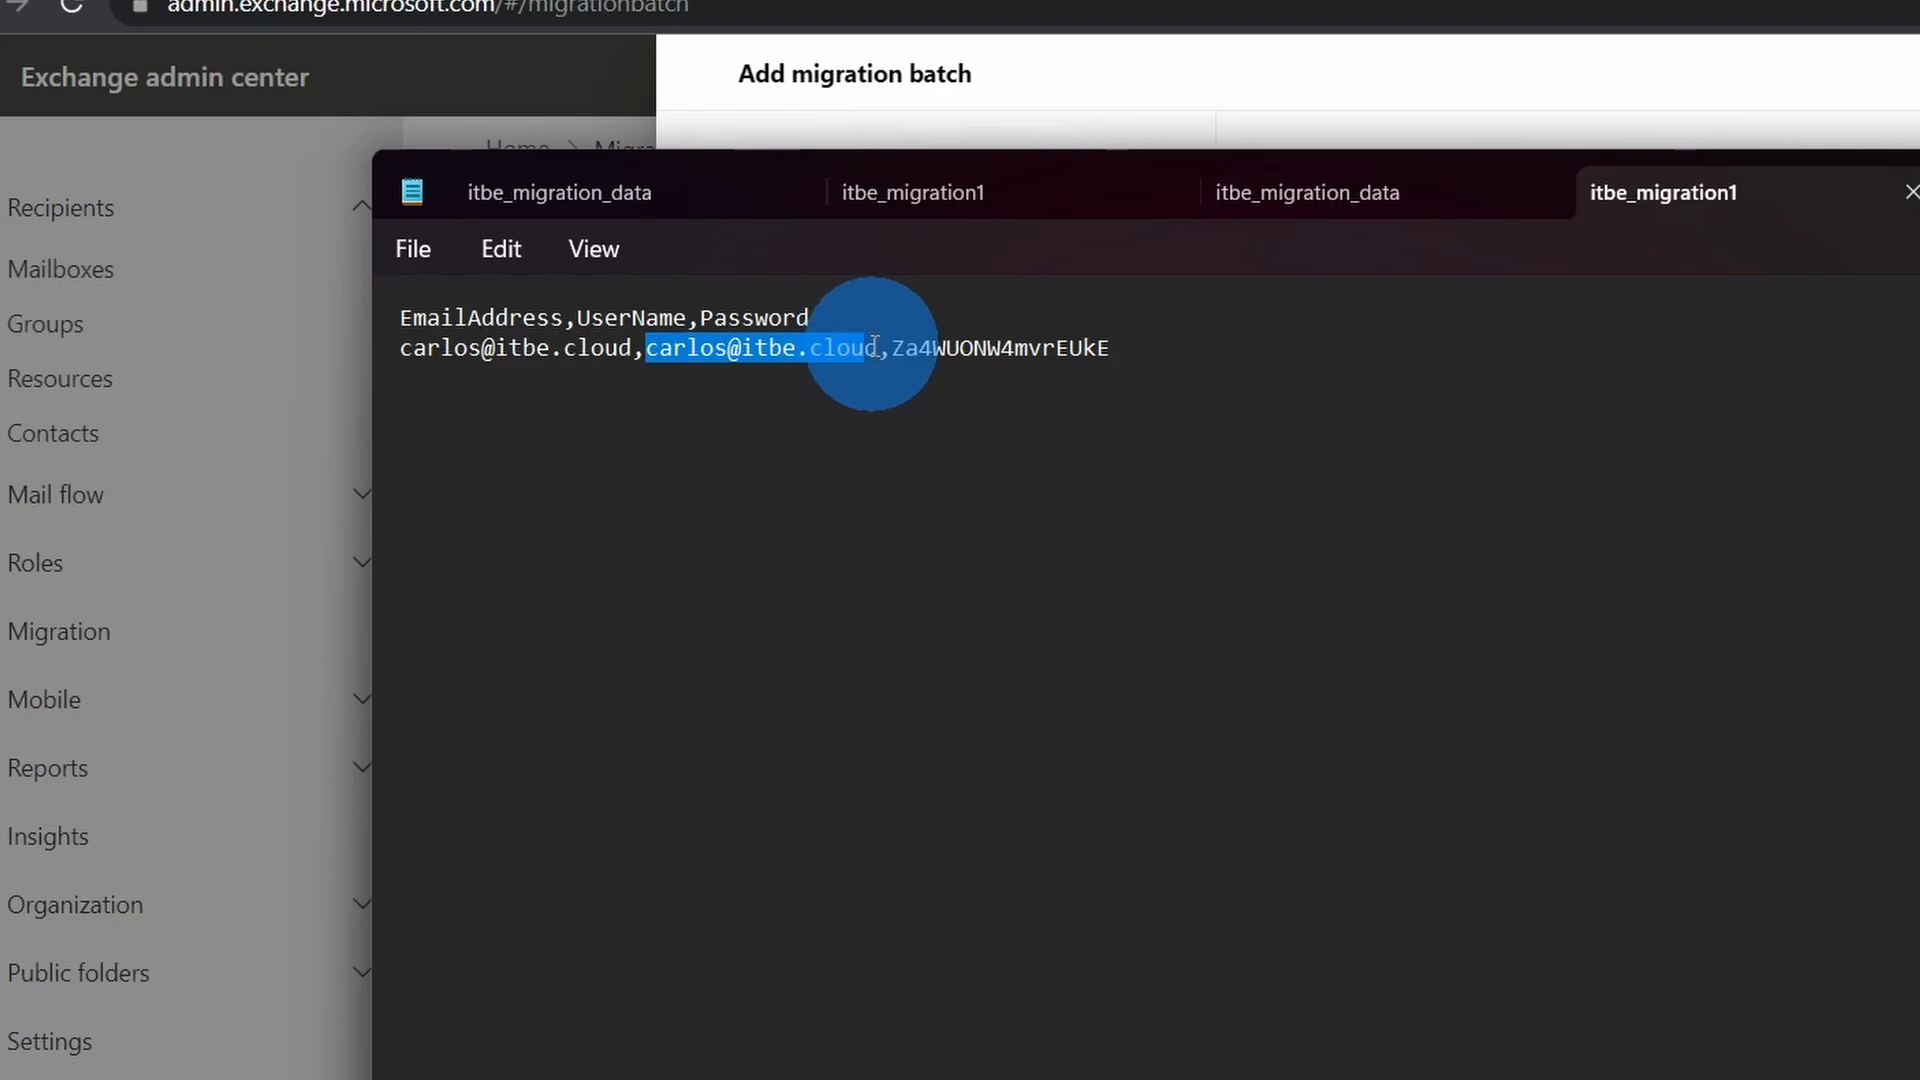 admin.exchange.microsoft.com/#/migrationbatch
Exchange admin center
Add migration batch
Home > Migra
itbe_migration_data
itbe_migration1
itbe_migration_data
itbe_migration1
File
Edit
View
EmailAddress,UserName,Password
carlos@itbe.cloud,carlos@itbe.cloud,Za4WUONW4mvrEUkE
Recipients
Mailboxes
Groups
Resources
Contacts
Mail flow
Roles
Migration
Mobile
Reports
Insights
Organization
Public folders
Settings